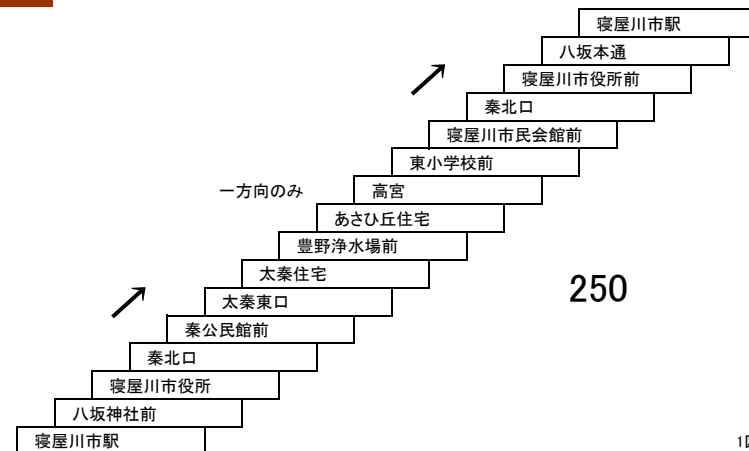 寝屋川市駅
八坂本通
寝屋川市役所前
秦北口
寝屋川市民会館前
東小学校前
一方向のみ
高宮
あさひ丘住宅
豊野浄水場前
太秦住宅
250
太秦東口
秦公民館前
秦北口
寝屋川市役所
八坂神社前
寝屋川市駅